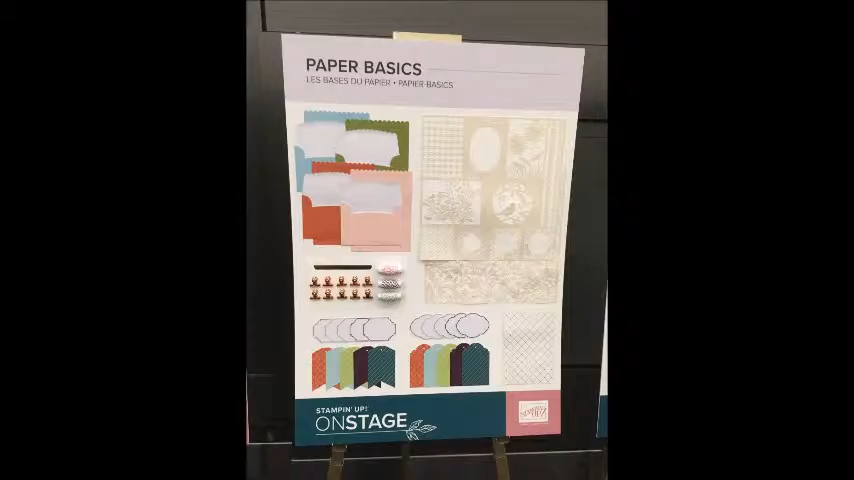 PAPER BASICS
LES BASES DU PAPIER • PAPIER-BASICS
STAMPIN' UP!
ONSTAGE